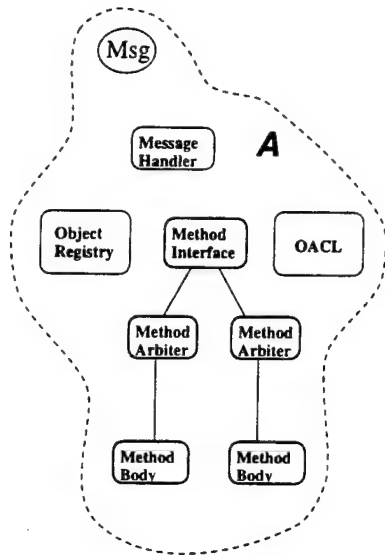 Msg
Message
Handler
A
Object
Registry
Method
Interface
OACL
Method
Arbiter
Method
Arbiter
Method
Body
Method
Body